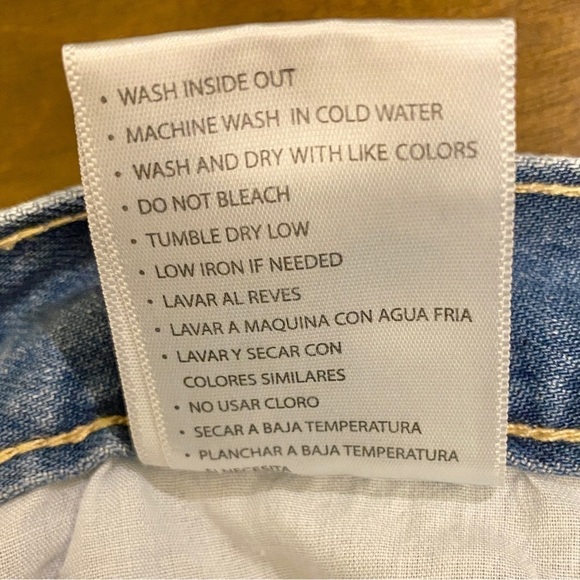 • WASH INSIDE OUT
• MACHINE WASH IN COLD WATER
• WASH AND DRY WITH LIKE COLORS
• DO NOT BLEACH
• TUMBLE DRY LOW
• LOW IRON IF NEEDED
• LAVAR AL REVES
• LAVAR A MAQUINA CON AGUA FRIA
• LAVAR Y SECAR CON
COLORES SIMILARES
• NO USAR CLORO
• SECAR A BAJA TEMPERATURA
• PLANCHAR A BAJA TEMPERATURA
NECESITA